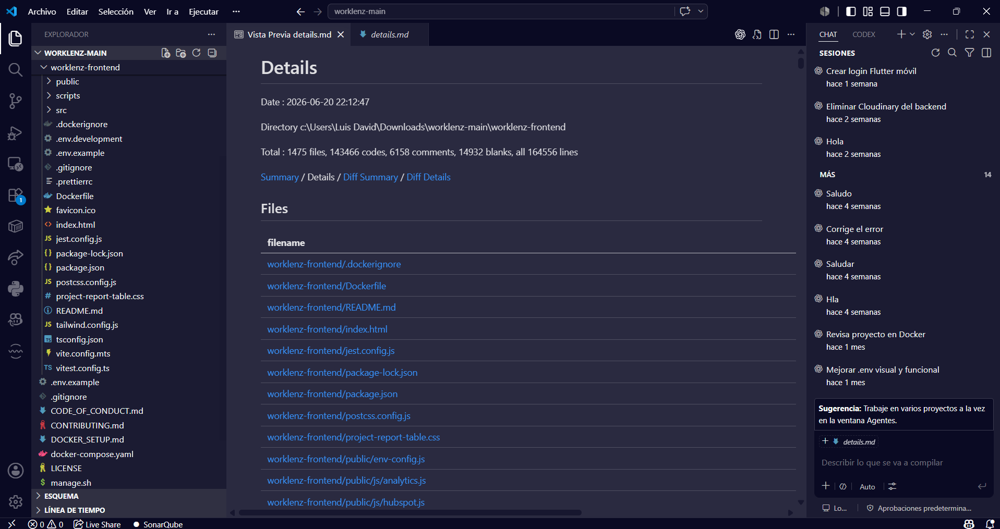 Archivo Editar Selección Ver Ir a Ejecutar ···
worklenz-main
EXPLORADOR
WORKLENZ-MAIN
worklenz-frontend
public
scripts
src
.dockerignore
.env.development
.env.example
.gitignore
.prettierrc
Dockerfile
favicon.ico
index.html
JS jest.config.js
{} package-lock.json
{} package.json
JS postcss.config.js
# project-report-table.css
README.md
JS tailwind.config.js
TS tsconfig.json
vite.config.mts
TS vitest.config.ts
.env.example
.gitignore
CODE_OF_CONDUCT.md
CONTRIBUTING.md
DOCKER_SETUP.md
docker-compose.yaml
LICENSE
$ manage.sh
ESQUEMA
LÍNEA DE TIEMPO
1
Vista Previa details.md
details.md
Details
Date : 2026-06-20 22:12:47
Directory c:\Users\Luis David\Downloads\worklenz-main\worklenz-frontend
Total : 1475 files, 143466 codes, 6158 comments, 14932 blanks, all 164556 lines
Summary / Details / Diff Summary / Diff Details
Files
filename
worklenz-frontend/.dockerignore
worklenz-frontend/Dockerfile
worklenz-frontend/README.md
worklenz-frontend/index.html
worklenz-frontend/jest.config.js
worklenz-frontend/package-lock.json
worklenz-frontend/package.json
worklenz-frontend/postcss.config.js
worklenz-frontend/project-report-table.css
worklenz-frontend/public/env-config.js
worklenz-frontend/public/js/analytics.js
worklenz-frontend/public/js/hubspot.js
CHAT CODEX
SESIONES
Crear login Flutter móvil
hace 1 semana
Eliminar Cloudinary del backend
hace 2 semanas
Hola
hace 2 semanas
MÁS 14
Saludo
hace 4 semanas
Corrige el error
hace 4 semanas
Saludar
hace 4 semanas
Hla
hace 4 semanas
Revisa proyecto en Docker
hace 1 mes
Mejorar .env visual y funcional
hace 1 mes
Sugerencia: Trabaje en varios proyectos a la vez
en la ventana Agentes.
details.md
Describir lo que se va a compilar
Auto
Lo... Aprobaciones predetermina...
0 0 Live Share SonarQube